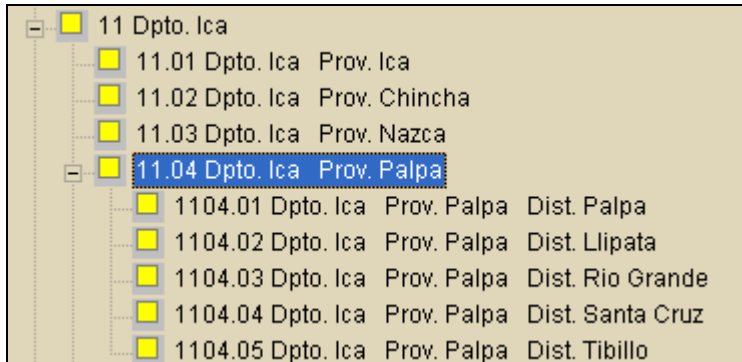 11 Dpto. Ica
11.01 Dpto. Ica Prov. Ica
11.02 Dpto. Ica Prov. Chincha
11.03 Dpto. Ica Prov. Nazca
11.04 Dpto. Ica Prov. Palpa
1104.01 Dpto. Ica Prov. Palpa Dist. Palpa
1104.02 Dpto. Ica Prov. Palpa Dist. Llipata
1104.03 Dpto. Ica Prov. Palpa Dist. Rio Grande
1104.04 Dpto. Ica Prov. Palpa Dist. Santa Cruz
1104.05 Dpto. Ica Prov. Palpa Dist. Tibillo